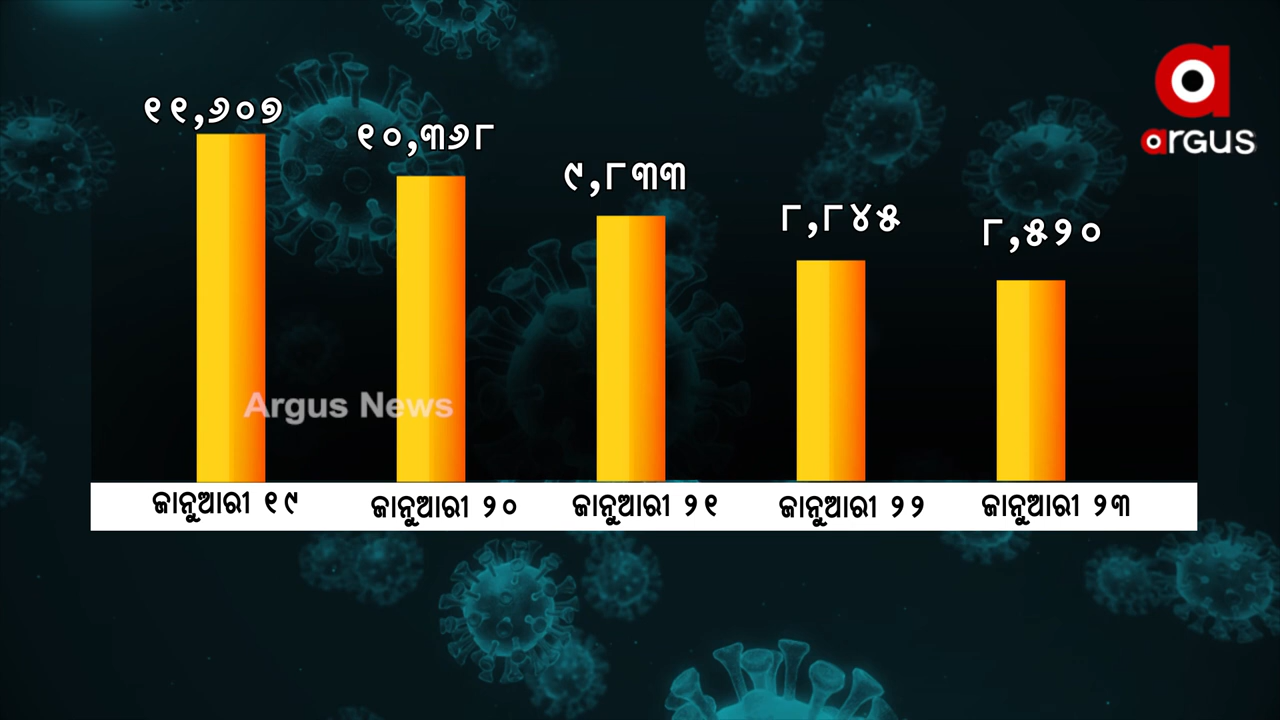 ୧୧,୬୦୭
୧୦,୩୬୮
୯,୮୩୩
୮,୮୪୫
୮,୫୨୦
argus
Argus News
ଜାନୁଆରୀ ୧୯ ଜାନୁଆରୀ ୨୦ ଜାନୁଆରୀ ୨୧ ଜାନୁଆରୀ ୨୨ ଜାନୁଆରୀ ୨୩